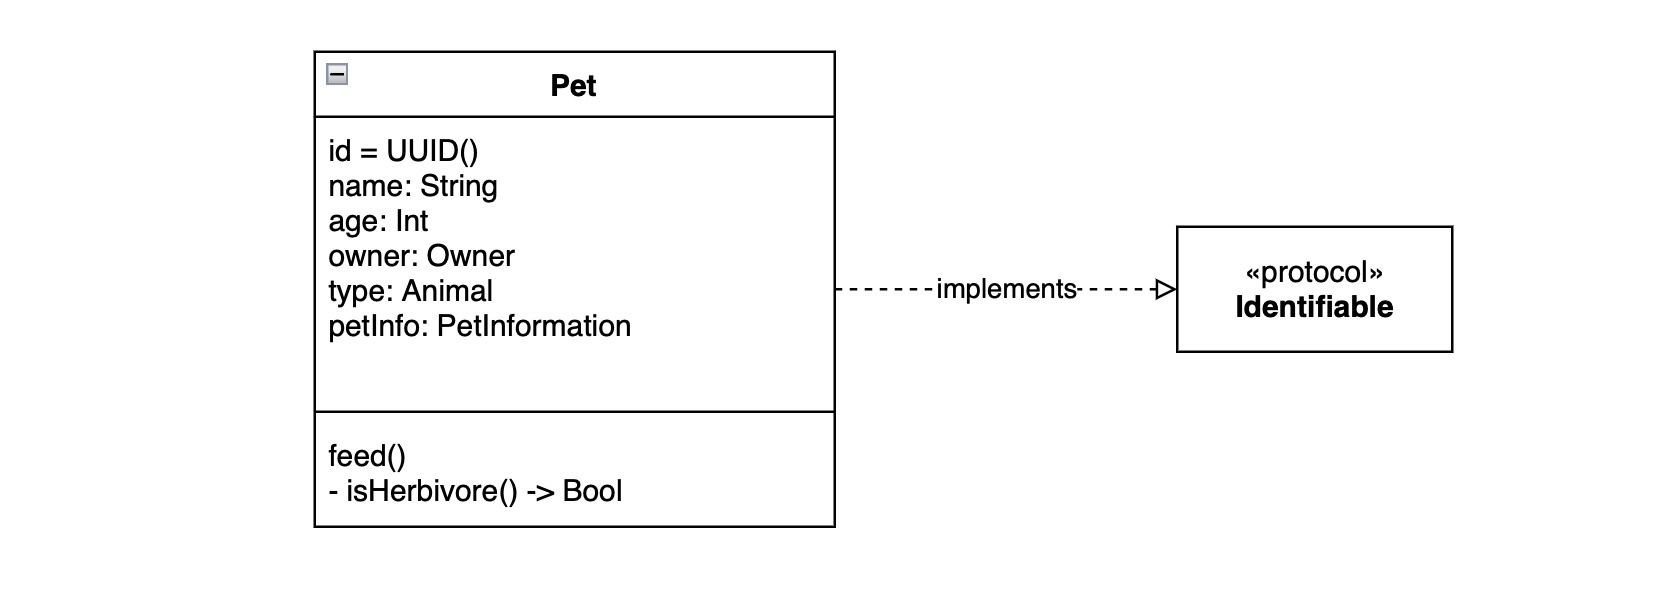 Pet
id = UUID()
name: String
age: Int
owner: Owner
type: Animal
petInfo: PetInformation
feed()
- isHerbivore() -> Bool
implements
«protocol»
Identifiable